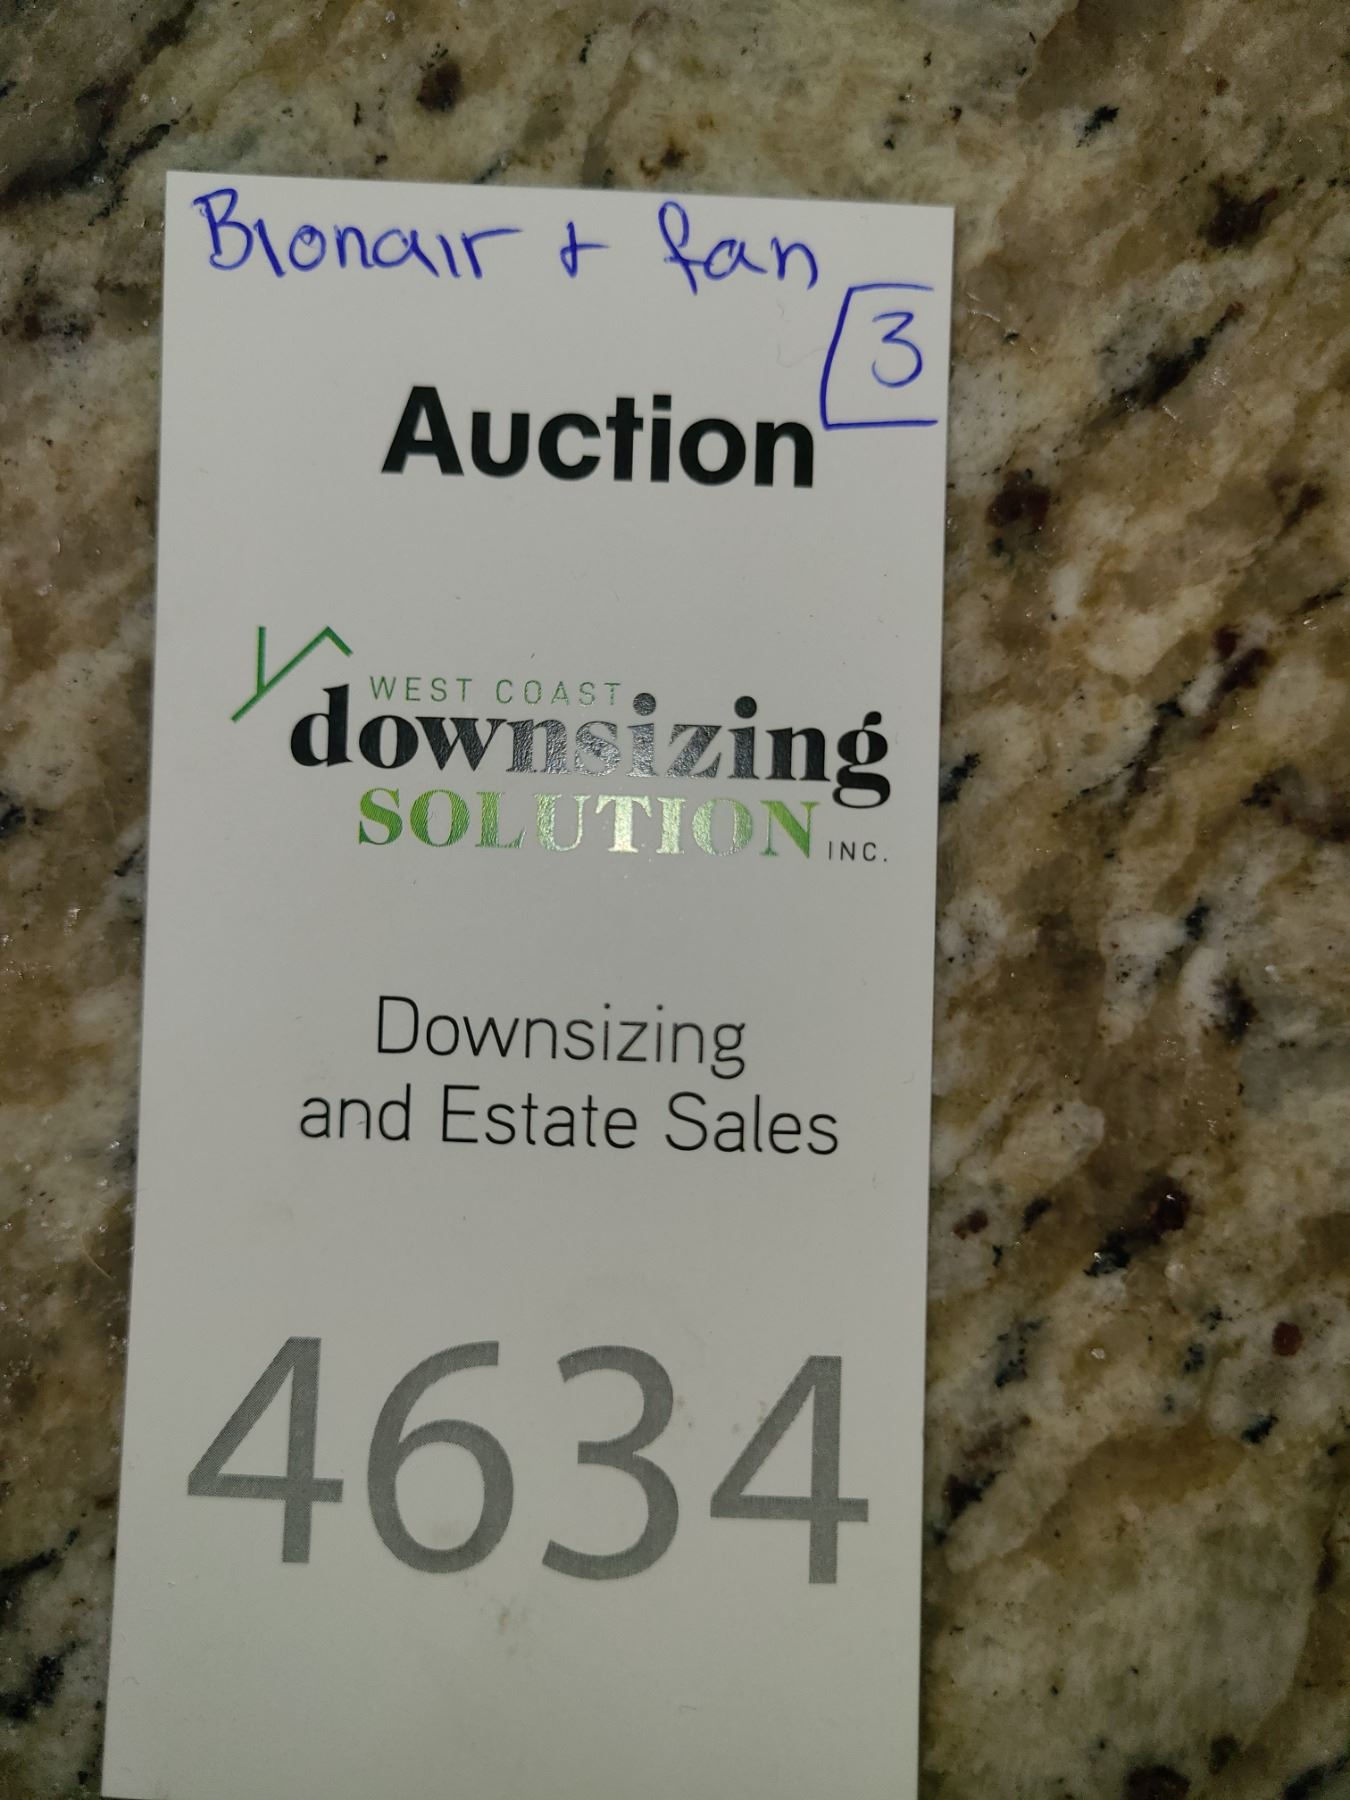 Bionair + fan
3
Auction
WEST COAST
downsizing
SOLUTION INC.
Downsizing
and Estate Sales
4634